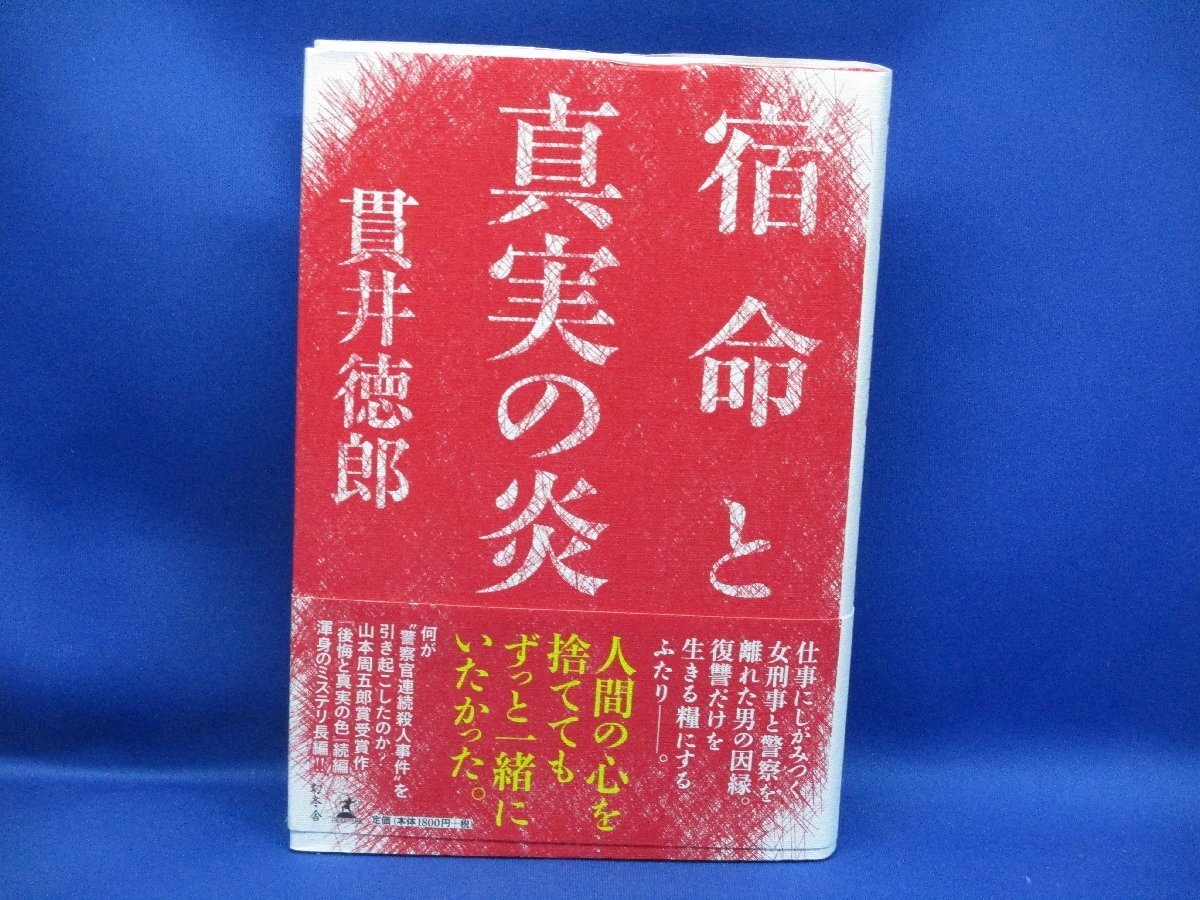 宿命と
真実の炎
貫井徳郎
仕事にしがみつく
女刑事と警察を
離れた男の因縁。
復讐だけを
生きる糧にする
ふたり——。
人間の心を
捨ててても
ずっと一緒に
いたかった。
何が
“警察官連続殺人事件”を
引き起こしたのか?
山本周五郎賞受賞作
『後悔と真実の色』続編
渾身のミステリ長編!!
幻冬舎
定価(本体1800円+税)